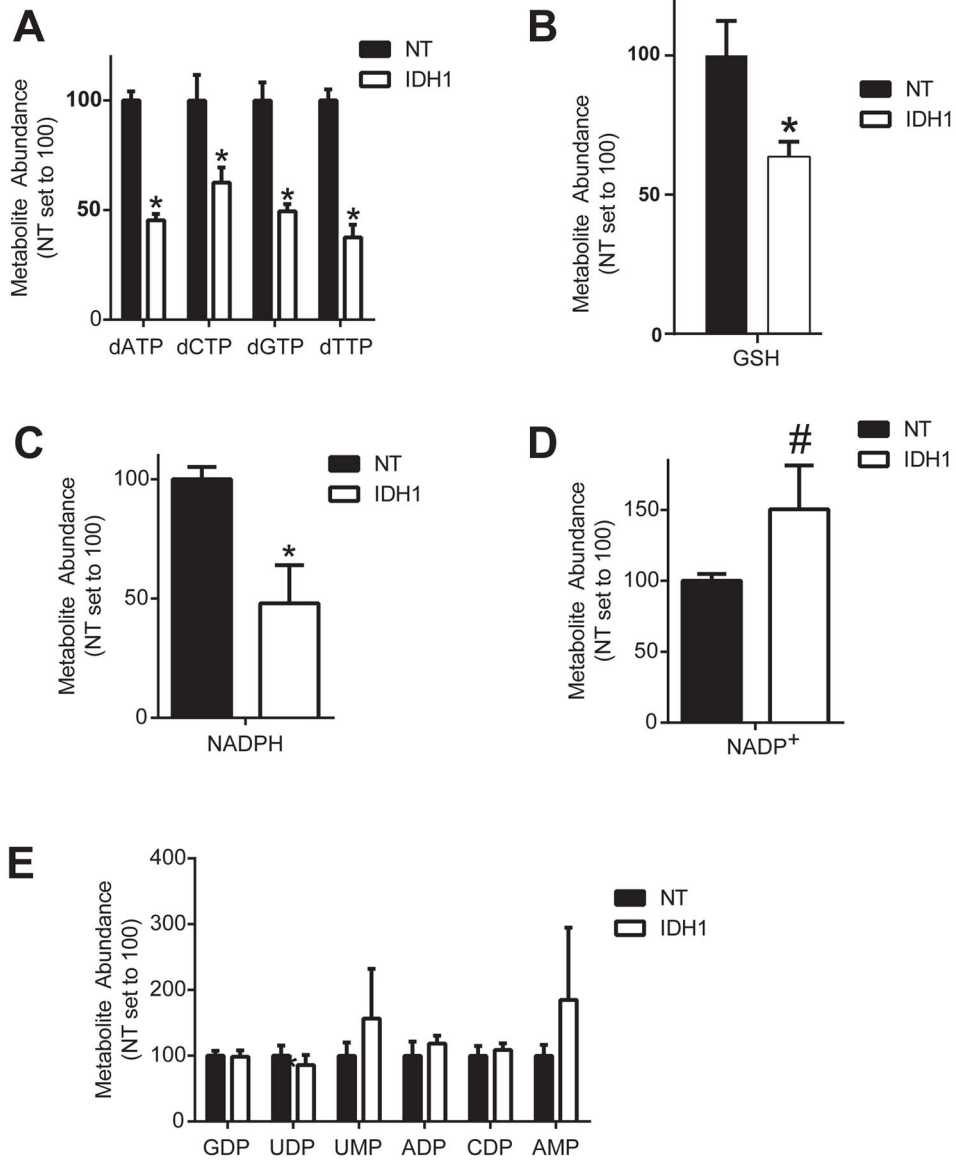 A
NT
IDH1
Metabolite Abundance
(NT set to 100)
100
50
0
*
*
*
*
dATP dCTP dGTP dTTP
B
NT
IDH1
Metabolite Abundance
(NT set to 100)
100
50
0
*
GSH
C
NT
IDH1
Metabolite Abundance
(NT set to 100)
100
50
0
*
NADPH
D
NT
IDH1
Metabolite Abundance
(NT set to 100)
150
100
50
0
#
NADP+
E
NT
IDH1
Metabolite Abundance
(NT set to 100)
400
300
200
100
0
GDP UDP UMP ADP CDP AMP